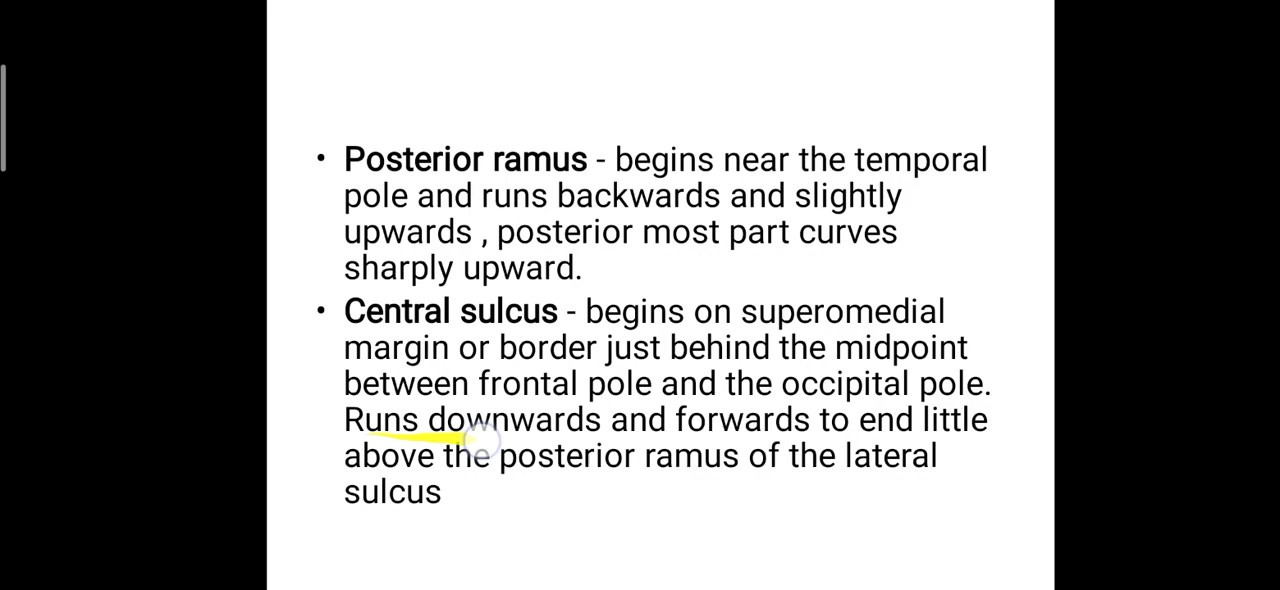 • Posterior ramus - begins near the temporal
pole and runs backwards and slightly
upwards , posterior most part curves
sharply upward.
• Central sulcus - begins on superomedial
margin or border just behind the midpoint
between frontal pole and the occipital pole.
Runs downwards and forwards to end little
above the posterior ramus of the lateral
sulcus